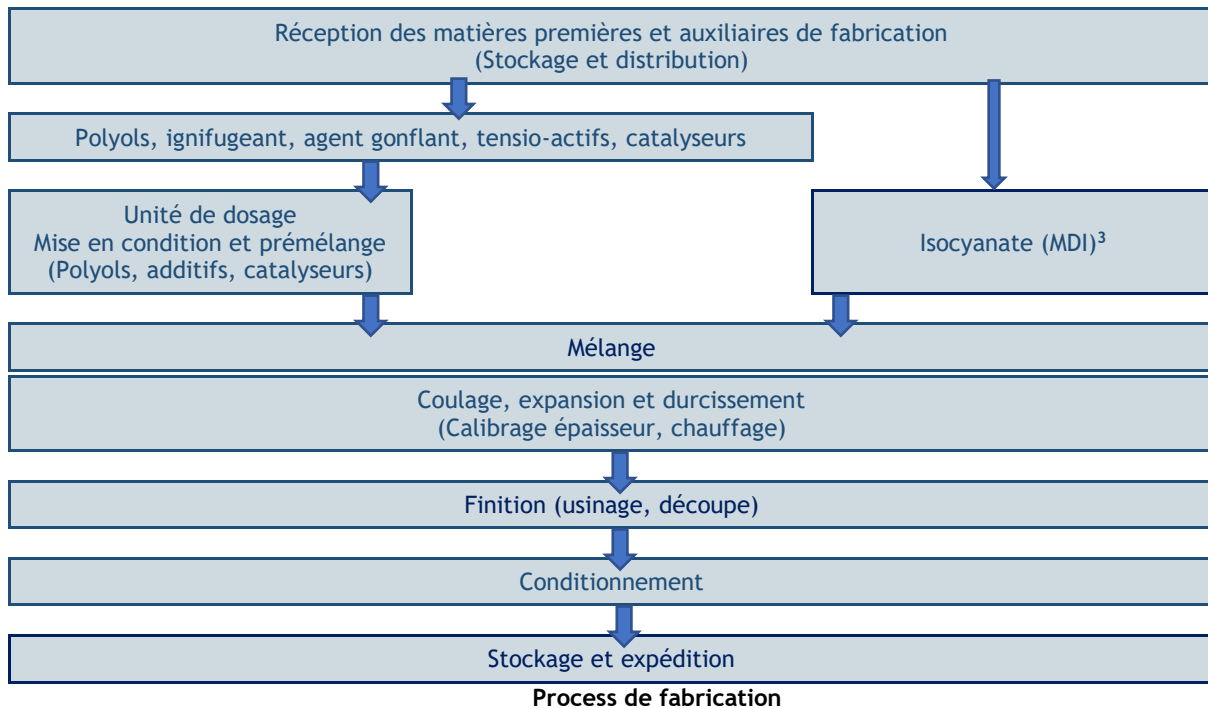 Réception des matières premières et auxiliaires de fabrication
(Stockage et distribution)
Polyols, ignifugeant, agent gonflant, tensio-actifs, catalyseurs
Unité de dosage
Mise en condition et prémélange
(Polyols, additifs, catalyseurs)
Isocyanate (MDI)³
Mélange
Coulage, expansion et durcissement
(Calibrage épaisseur, chauffage)
Finition (usinage, découpe)
Conditionnement
Stockage et expédition
Process de fabrication